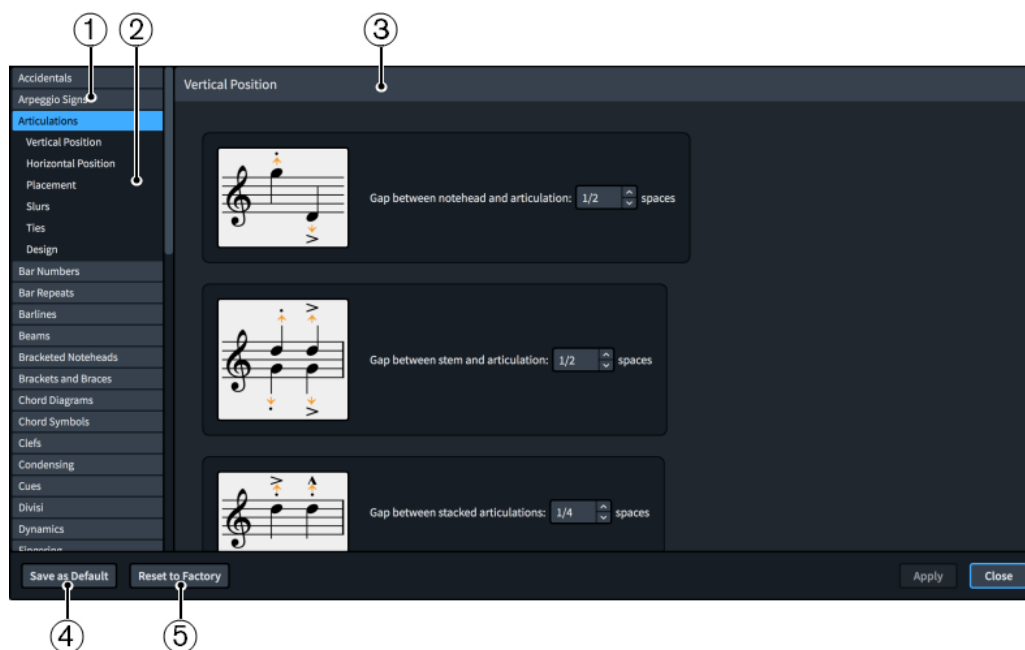 ① ② ③
Accidentals
Arpeggio Signs
Articulations
Vertical Position
Horizontal Position
Placement
Slurs
Ties
Design
Bar Numbers
Bar Repeats
Barlines
Beams
Bracketed Noteheads
Brackets and Braces
Chord Diagrams
Chord Symbols
Clefs
Condensing
Cues
Divisi
Dynamics
Fingering
Vertical Position
Gap between notehead and articulation: 1/2 spaces
Gap between stem and articulation: 1/2 spaces
Gap between stacked articulations: 1/4 spaces
Save as Default Reset to Factory Apply Close
④ ⑤